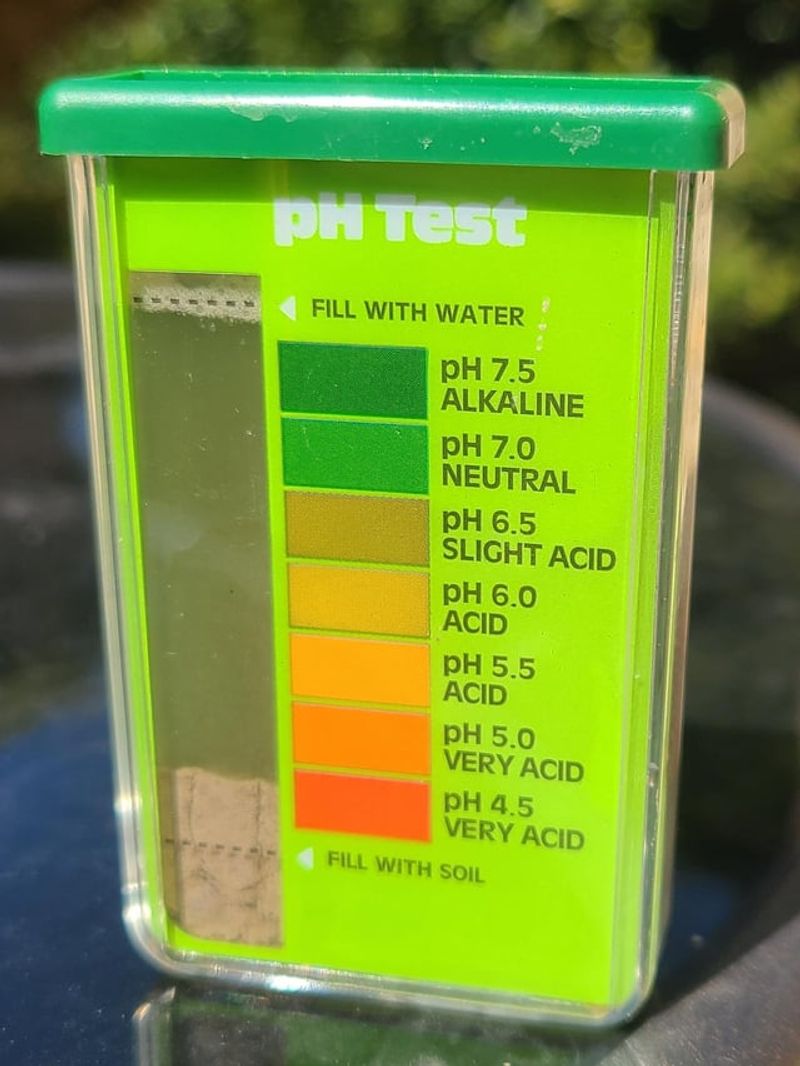 pH Test
FILL WITH WATER
pH 7.5
ALKALINE
pH 7.0
NEUTRAL
pH 6.5
SLIGHT ACID
pH 6.0
ACID
pH 5.5
ACID
pH 5.0
VERY ACID
pH 4.5
VERY ACID
FILL WITH SOIL